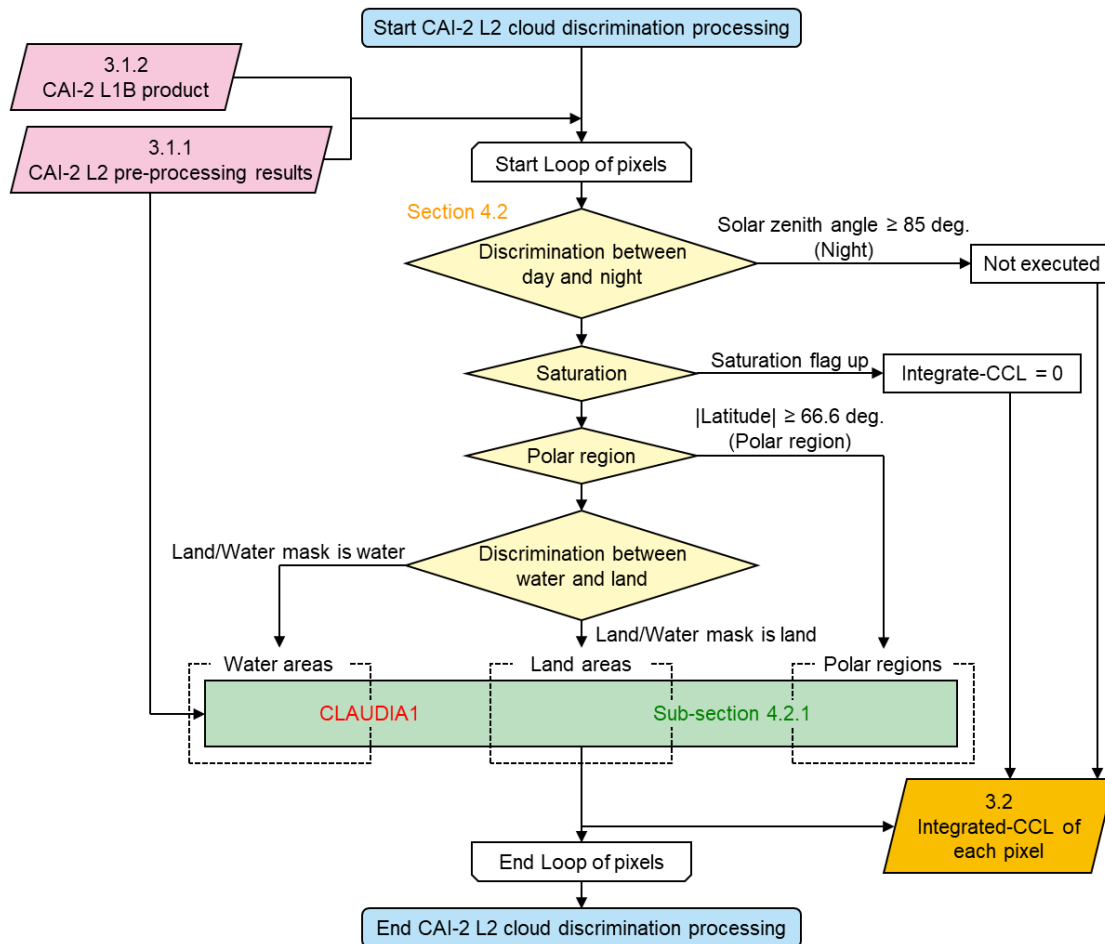 Start CAI-2 L2 cloud discrimination processing
3.1.2
CAI-2 L1B product
3.1.1
CAI-2 L2 pre-processing results
Start Loop of pixels
Section 4.2
Discrimination between
day and night
Solar zenith angle ≥ 85 deg.
(Night)
Not executed
Saturation
Saturation flag up
Integrate-CCL = 0
Polar region
|Latitude| ≥ 66.6 deg.
(Polar region)
Land/Water mask is water
Discrimination between
water and land
Land/Water mask is land
Water areas
Land areas
Polar regions
CLAUDIA1
Sub-section 4.2.1
3.2
Integrated-CCL of
each pixel
End Loop of pixels
End CAI-2 L2 cloud discrimination processing